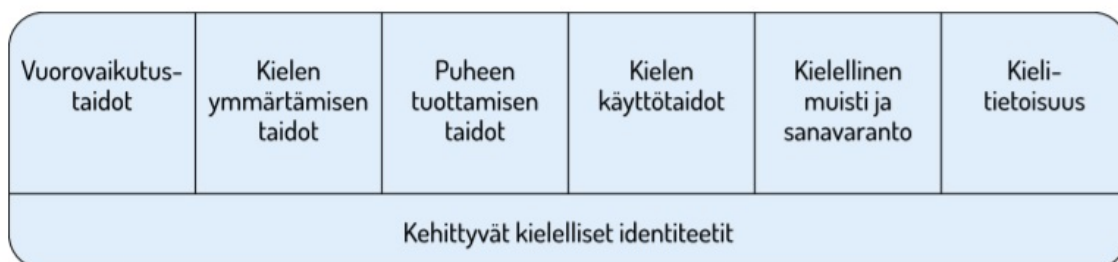 Vuorovaikutus-
taidot
Kielen
ymmärtämisen
taidot
Puheen
tuottamisen
taidot
Kielen
käyttötaidot
Kielellinen
muisti ja
sanavaranto
Kieli-
tietoisuus
Kehittyvät kielelliset identiteetit